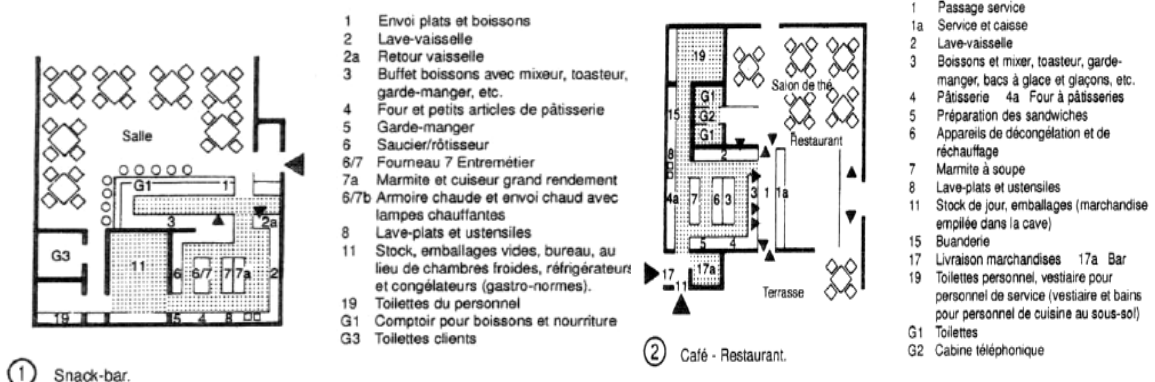 Salle
G1
1
3
2a
G3
11
6
6/7
7
7a
2
19
5
4
8
1 Snack-bar.
1 Envoi plats et boissons
2 Lave-vaisselle
2a Retour vaisselle
3 Buffet boissons avec mixeur, toasteur,
garde-manger, etc.
4 Four et petits articles de pâtisserie
5 Garde-manger
6 Saucier/rôtisseur
6/7 Fourneau 7 Entremétier
7a Marmite et cuiseur grand rendement
6/7b Armoire chaude et envoi chaud avec
lampes chauffantes
8 Lave-plats et ustensiles
11 Stock, emballages vides, bureau, au
lieu de chambres froides, réfrigérateurs
et congélateurs (gastro-normes).
19 Toilettes du personnel
G1 Comptoir pour boissons et nourriture
G3 Toilettes clients
19
Salon de thé
G1
15
G2
G1
Restaurant
2
8
4a
7
6
3
3
1
1a
5
4
17
17a
11
Terrasse
2 Café - Restaurant.
1 Passage service
1a Service et caisse
2 Lave-vaisselle
3 Boissons et mixer, toasteur, garde-
manger, bacs à glace et glaçons, etc.
4 Pâtisserie 4a Four à pâtisseries
5 Préparation des sandwiches
6 Appareils de décongélation et de
réchauffage
7 Marmite à soupe
8 Lave-plats et ustensiles
11 Stock de jour, emballages (marchandise
empilée dans la cave)
15 Buanderie
17 Livraison marchandises 17a Bar
19 Toilettes personnel, vestiaire pour
personnel de service (vestiaire et bains
pour personnel de cuisine au sous-sol)
G1 Toilettes
G2 Cabine téléphonique